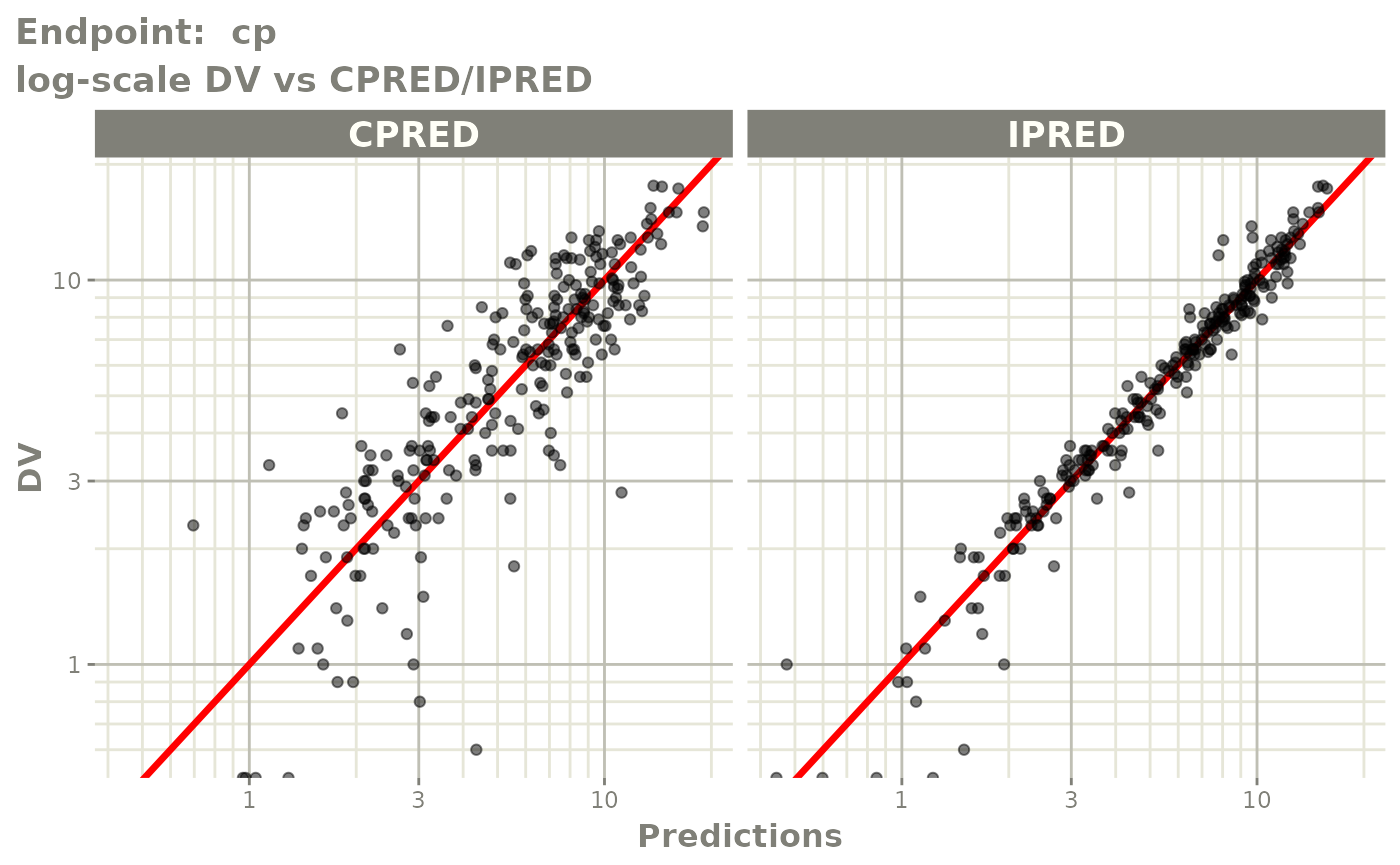 Endpoint:  cp
log-scale DV vs CPRED/IPRED
CPRED IPRED
DV
10
3
1
1 3 10 1 3 10
Predictions